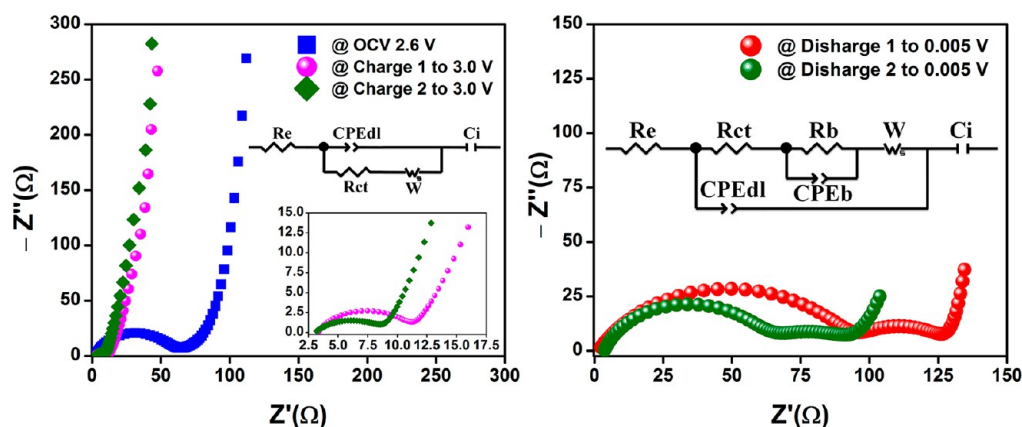 @ OCV 2.6 V
@ Charge 1 to 3.0 V
@ Charge 2 to 3.0 V
Re
CPEdl
Ci
Rct
W
s
15.0
12.5
10.0
7.5
5.0
2.5
0.0
2.5 5.0 7.5 10.0 12.5 15.0 17.5
300
250
200
150
100
50
0
0 50 100 150 200 250 300
− Z''(Ω)
Z'(Ω)
@ Disharge 1 to 0.005 V
@ Disharge 2 to 0.005 V
Re
Rct
Rb
W
s
Ci
CPEdl
CPEb
150
125
100
75
50
25
0
0 25 50 75 100 125 150
− Z''(Ω)
Z'(Ω)